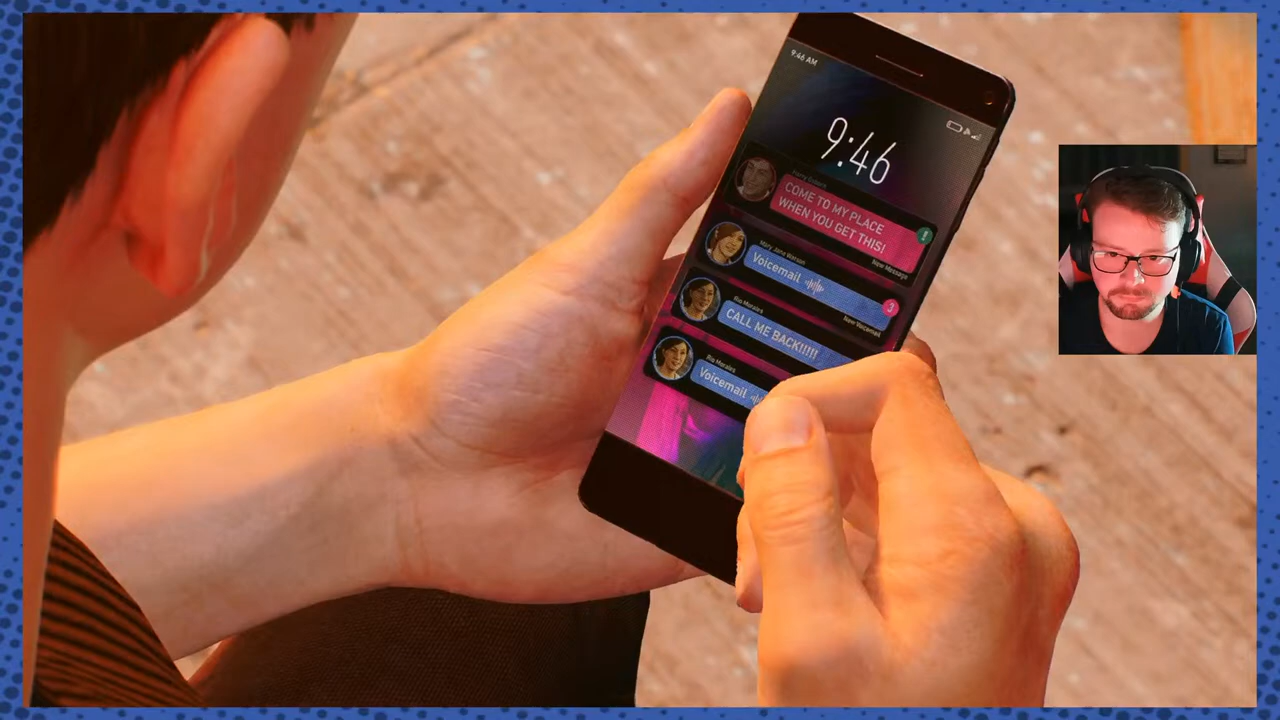 9:46 AM
9:46
COME TO MY PLACE
WHEN YOU GET THIS!
New Message
Mary Jane Watson
Voicemail
3
New Voicemail
Rio Morales
CALL ME BACK!!!!!
Rio Morales
Voicemail